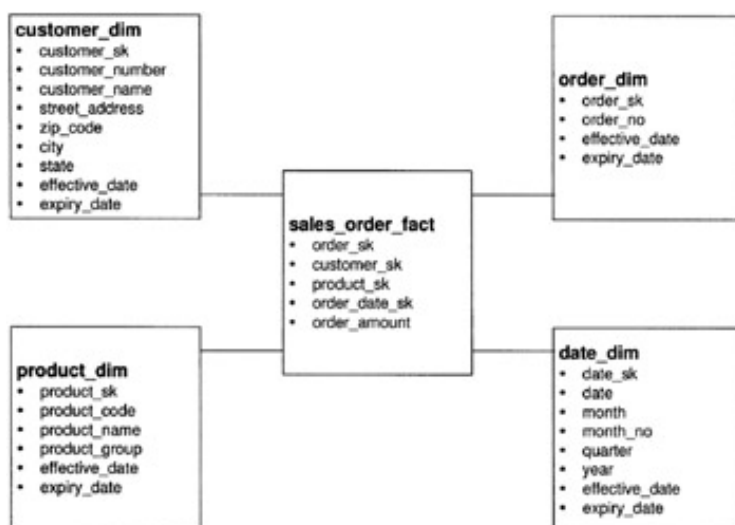 customer_dim
• customer_sk
• customer_number
• customer_name
• street_address
• zip_code
• city
• state
• effective_date
• expiry_date
order_dim
• order_sk
• order_no
• effective_date
• expiry_date
sales_order_fact
• order_sk
• customer_sk
• product_sk
• order_date_sk
• order_amount
product_dim
• product_sk
• product_code
• product_name
• product_group
• effective_date
• expiry_date
date_dim
• date_sk
• date
• month
• month_no
• quarter
• year
• effective_date
• expiry_date